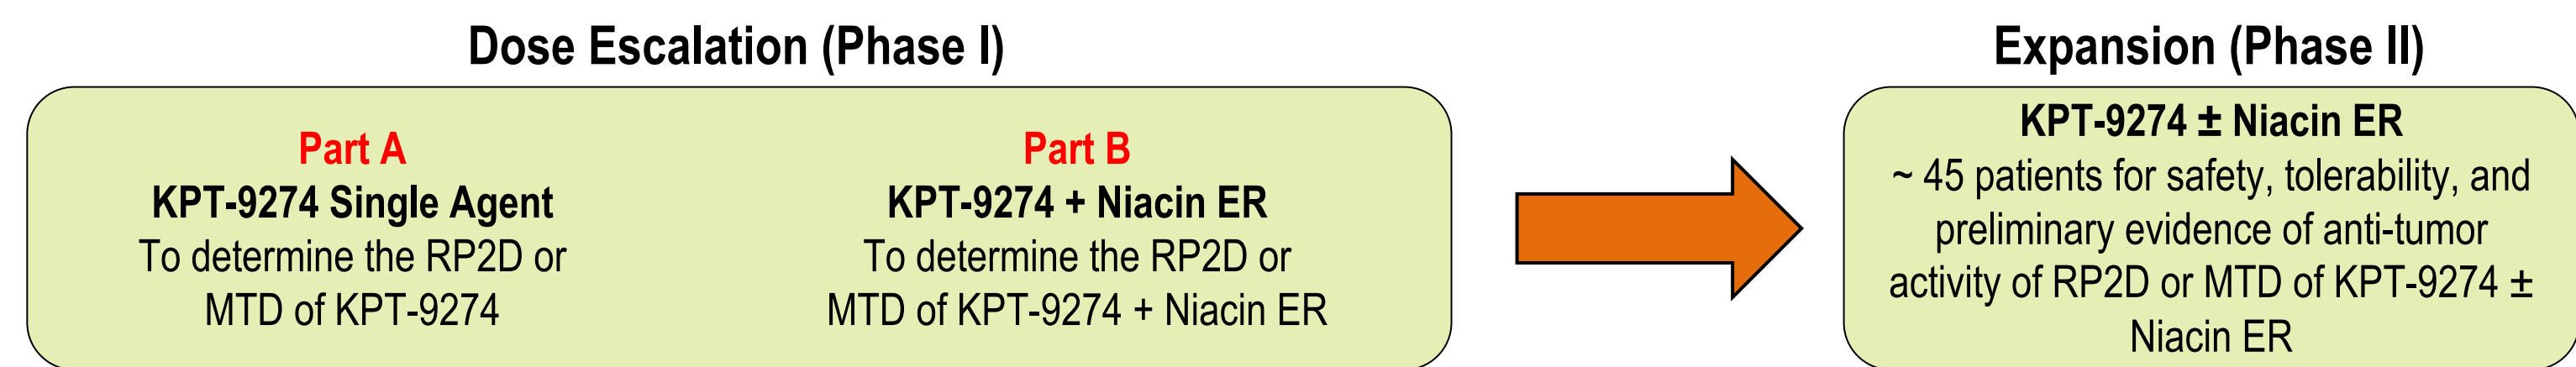 Dose Escalation (Phase I)
Part A
KPT-9274 Single Agent
To determine the RP2D or
MTD of KPT-9274
Part B
KPT-9274 + Niacin ER
To determine the RP2D or
MTD of KPT-9274 + Niacin ER
Expansion (Phase II)
KPT-9274 ± Niacin ER
~ 45 patients for safety, tolerability, and
preliminary evidence of anti-tumor
activity of RP2D or MTD of KPT-9274 ±
Niacin ER